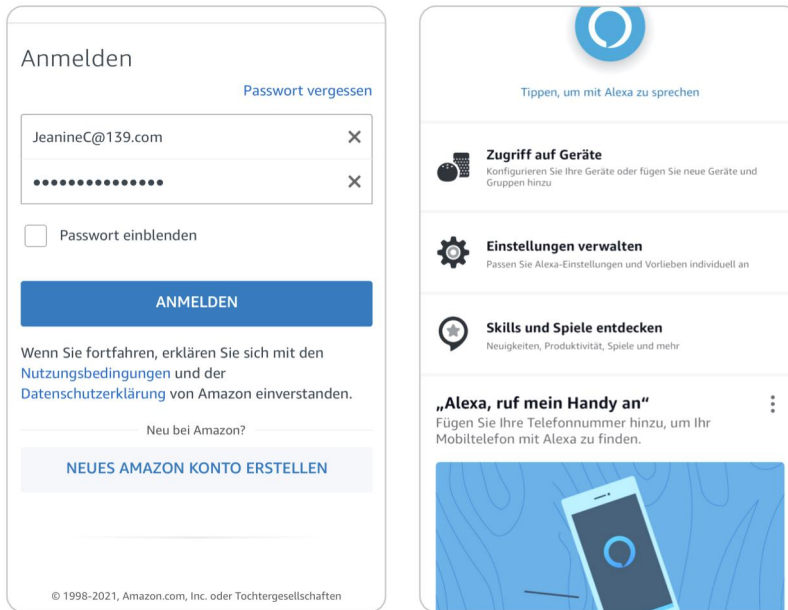 Anmelden
Passwort vergessen
JeanineC@139.com
Passwort einblenden
ANMELDEN
Wenn Sie fortfahren, erklären Sie sich mit den
Nutzungsbedingungen und der
Datenschutzerklärung von Amazon einverstanden.
Neu bei Amazon?
NEUES AMAZON KONTO ERSTELLEN
© 1998-2021, Amazon.com, Inc. oder Tochtergesellschaften
Tippen, um mit Alexa zu sprechen
Zugriff auf Geräte
Konfigurieren Sie Ihre Geräte oder fügen Sie neue Geräte und
Gruppen hinzu
Einstellungen verwalten
Passen Sie Alexa-Einstellungen und Vorlieben individuell an
Skills und Spiele entdecken
Neuigkeiten, Produktivität, Spiele und mehr
„Alexa, ruf mein Handy an“
Fügen Sie Ihre Telefonnummer hinzu, um Ihr
Mobiltelefon mit Alexa zu finden.